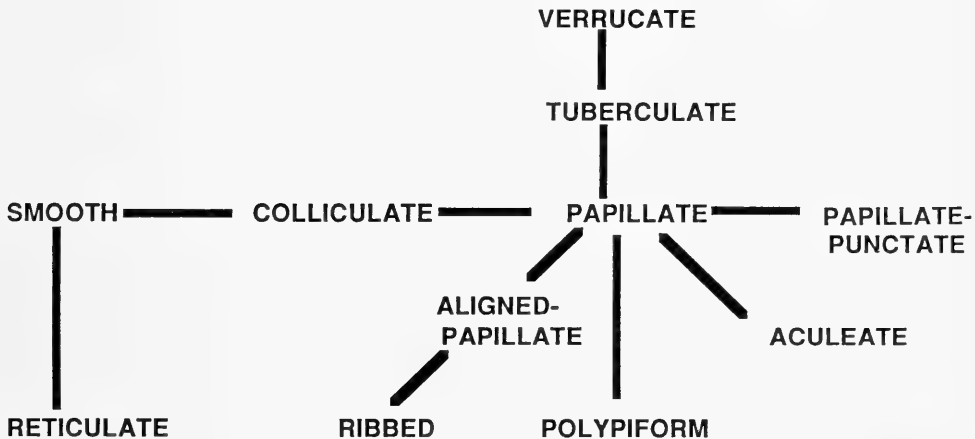 VERRUCATE
TUBERCULATE
SMOOTH COLLICULATE PAPILLATE PAPILLATE-
PUNCTATE
ALIGNED-
PAPILLATE
ACULEATE
RETICULATE RIBBED POLYPIFORM